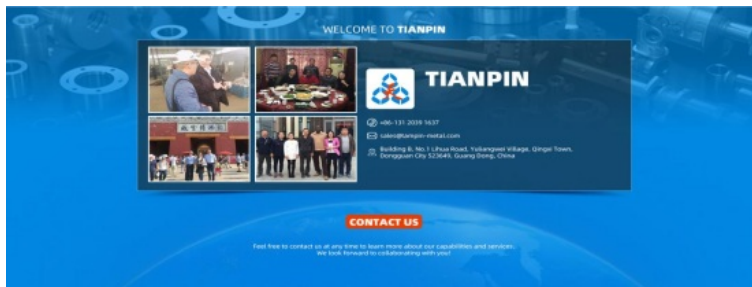 WELCOME TO TIANPIN
TIANPIN
+86-131 2039 1637
sales@tianpin-metal.com
Building B, No.1 Lihua Road, Yuliangwei Village, Qingxi Town,
Dongguan City 523649, Guang Dong, China
CONTACT US
Feel free to contact us at any time to learn more about our capabilities and services.
We look forward to collaborating with you!